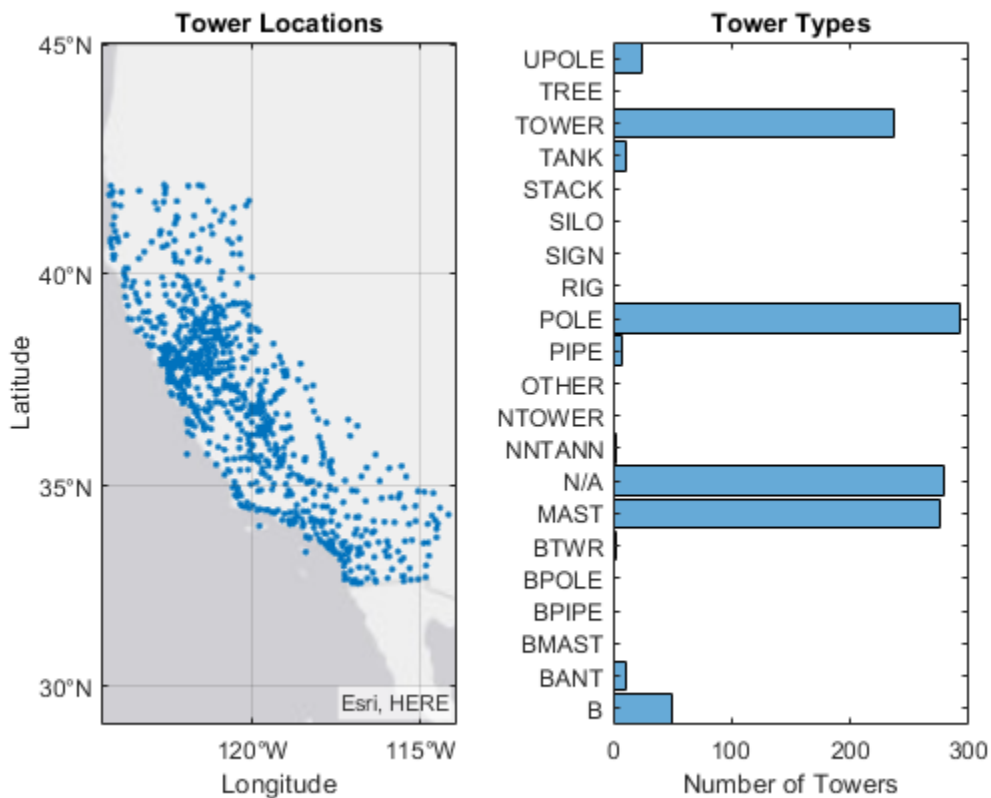 Tower Locations
45°N
40°N
35°N
30°N
Latitude
Esri, HERE
120°W
115°W
Longitude
Tower Types
UPOLE
TREE
TOWER
TANK
STACK
SILO
SIGN
RIG
POLE
PIPE
OTHER
NTOWER
NNTANN
N/A
MAST
BTWR
BPOLE
BPIPE
BMAST
BANT
B
0
100
200
300
Number of Towers